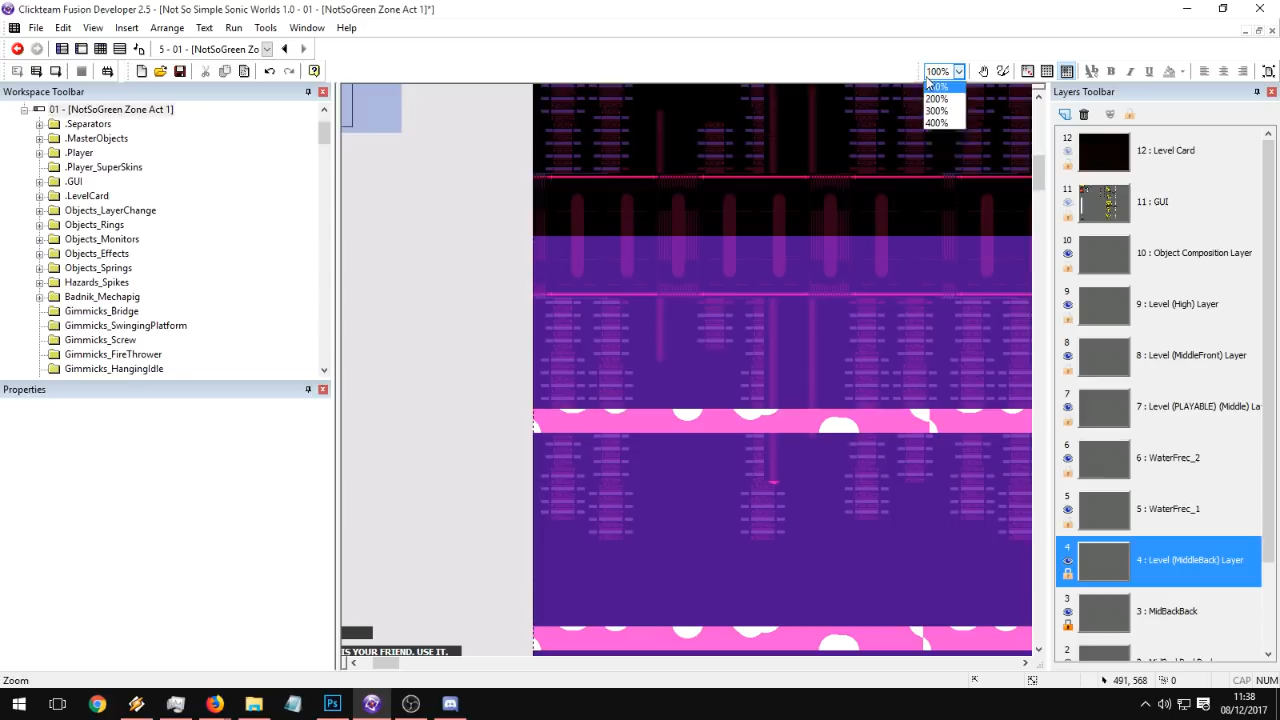 Clickteam Fusion Developer 2.5 - [Not So Simple Sonic Worlds 1.0 - 01 - [NotSoGreen Zone Act 1]*]
File Edit View Insert Arrange Text Run Tools Windows Help
5 - 01 - [NotSoGreen Zo
100%
200%
300%
400%
Workspace Toolbar
01 - [NotSoGreen Zone Act 1]
.Separators
.MasterObjects
.Player
.Player_SuperSkins
.GUI
.LevelCard
Objects_LayerChange
Objects_Rings
Objects_Monitors
Objects_Effects
Objects_Springs
Hazards_Spikes
Badnik_Mechapig
Gimmicks_Bridge
Gimmicks_SwingingPlatform
Gimmicks_Screw
Gimmicks_FireThrower
Gimmicks_HangingIdle
Properties
IS YOUR FRIEND. USE IT.
Layers Toolbar
12
12 : Level Card
11
11 : GUI
10
10 : Object Composition Layer
9
9 : Level (High) Layer
8
8 : Level (MiddleFront) Layer
7
7 : Level (PLAYABLE) (Middle) La
6
6 : WaterFrec_2
5
5 : WaterFrec_1
4
4 : Level (MiddleBack) Layer
3
3 : MidBackBack
2
Zoom
491, 568
0
CAP NUM
Ps
11:38
08/12/2017